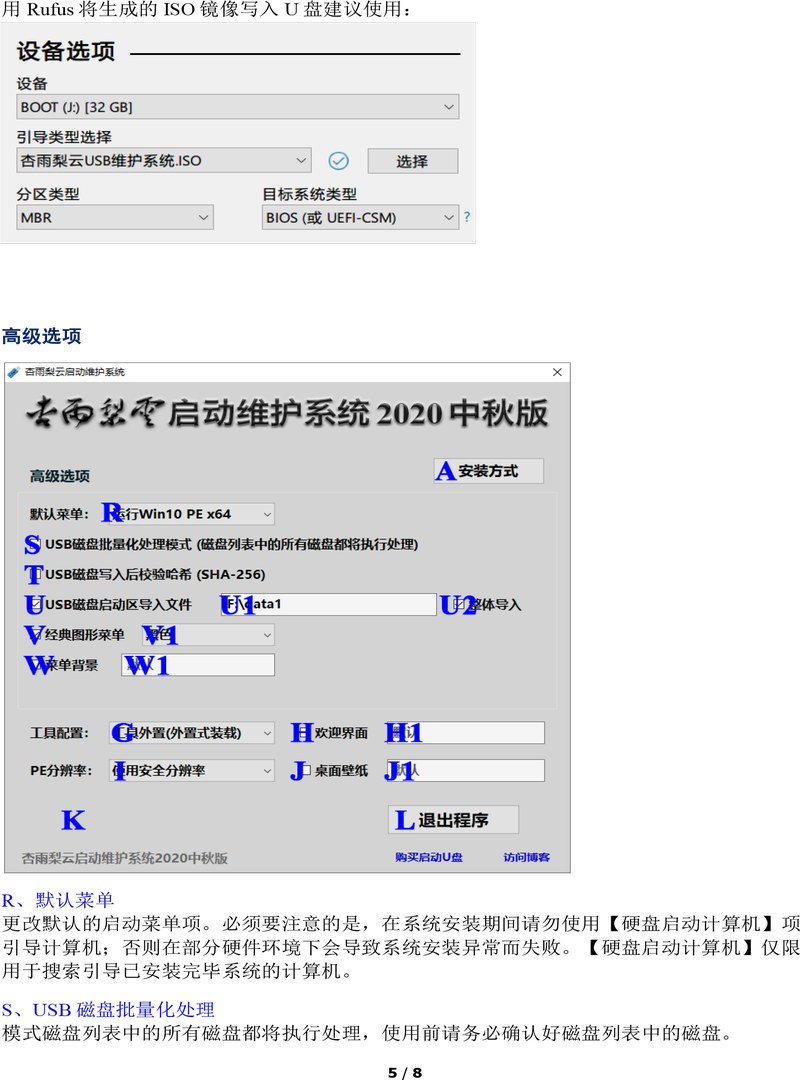 用 Rufus 将生成的 ISO 镜像写入 U 盘建议使用：
设备选项
设备
BOOT (J:) [32 GB]
引导类型选择
杏雨梨云USB维护系统.ISO
选择
分区类型 目标系统类型
MBR BIOS (或 UEFI-CSM) ?
高级选项
杏雨梨云启动维护系统
杏雨梨雲启动维护系统 2020 中秋版
高级选项 A 安装方式
默认菜单： R 运行Win10 PE x64
S USB磁盘批量化处理模式 (磁盘列表中的所有磁盘都将执行处理)
T USB磁盘写入后校验哈希 (SHA-256)
U USB磁盘启动区导入文件 U1 F:\data1 U2 整体导入
V 经典图形菜单 V1 黑色
W 菜单背景 W1 默认
工具配置： G 工具外置(外置式装载) H 欢迎界面 H1 默认
PE分辨率： I 使用安全分辨率 J 桌面壁纸 J1 默认
K L 退出程序
杏雨梨云启动维护系统2020中秋版 购买启动U盘 访问博客
R、默认菜单
更改默认的启动菜单项。必须要注意的是，在系统安装期间请勿使用【硬盘启动计算机】项
引导计算机；否则在部分硬件环境下会导致系统安装异常而失败。【硬盘启动计算机】仅限
用于搜索引导已安装完毕系统的计算机。
S、USB 磁盘批量化处理
模式磁盘列表中的所有磁盘都将执行处理，使用前请务必确认好磁盘列表中的磁盘。
5 / 8